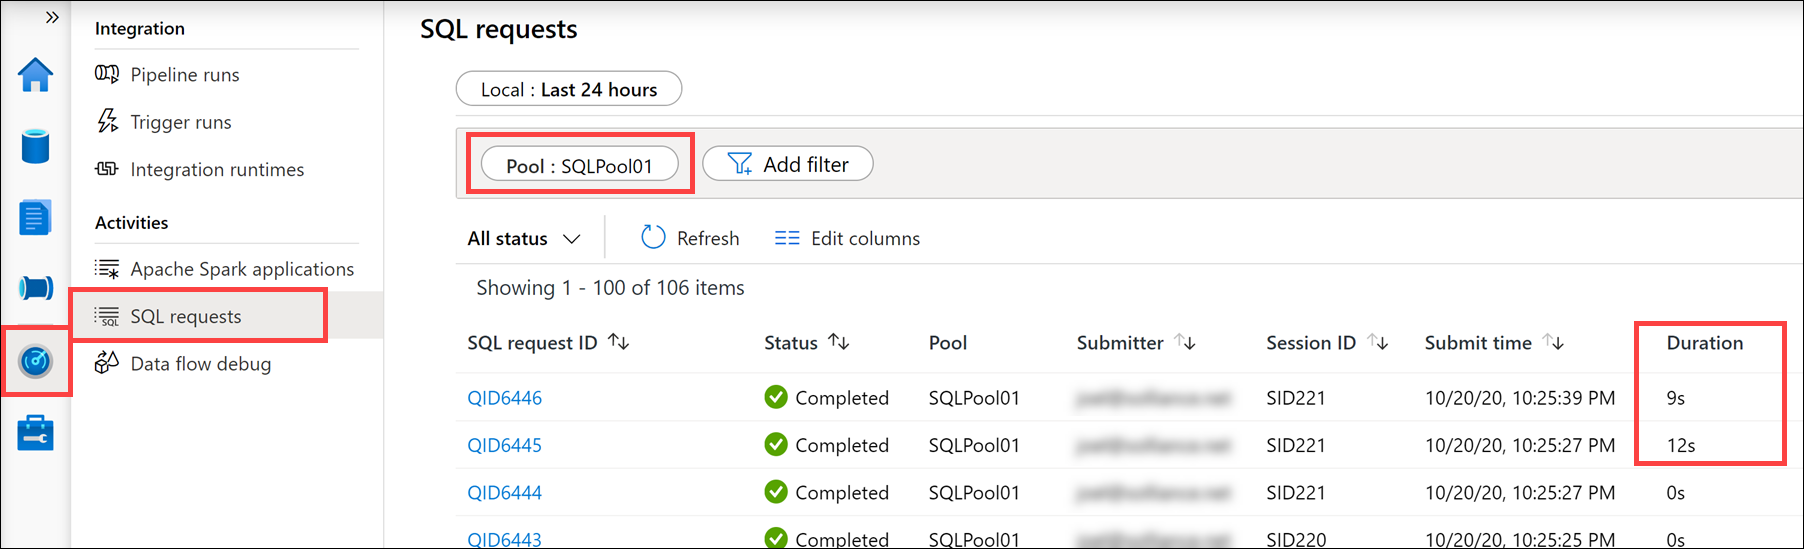 Integration
Pipeline runs
Trigger runs
Integration runtimes
Activities
Apache Spark applications
SQL requests
Data flow debug
SQL requests
Local : Last 24 hours
Pool : SQLPool01
Add filter
All status
Refresh
Edit columns
Showing 1 - 100 of 106 items
SQL request ID Status Pool Submitter Session ID Submit time Duration
QID6446 Completed SQLPool01 SID221 10/20/20, 10:25:39 PM 9s
QID6445 Completed SQLPool01 SID221 10/20/20, 10:25:27 PM 12s
QID6444 Completed SQLPool01 SID221 10/20/20, 10:25:27 PM 0s
QID6443 Completed SQLPool01 SID220 10/20/20, 10:25:25 PM 0s